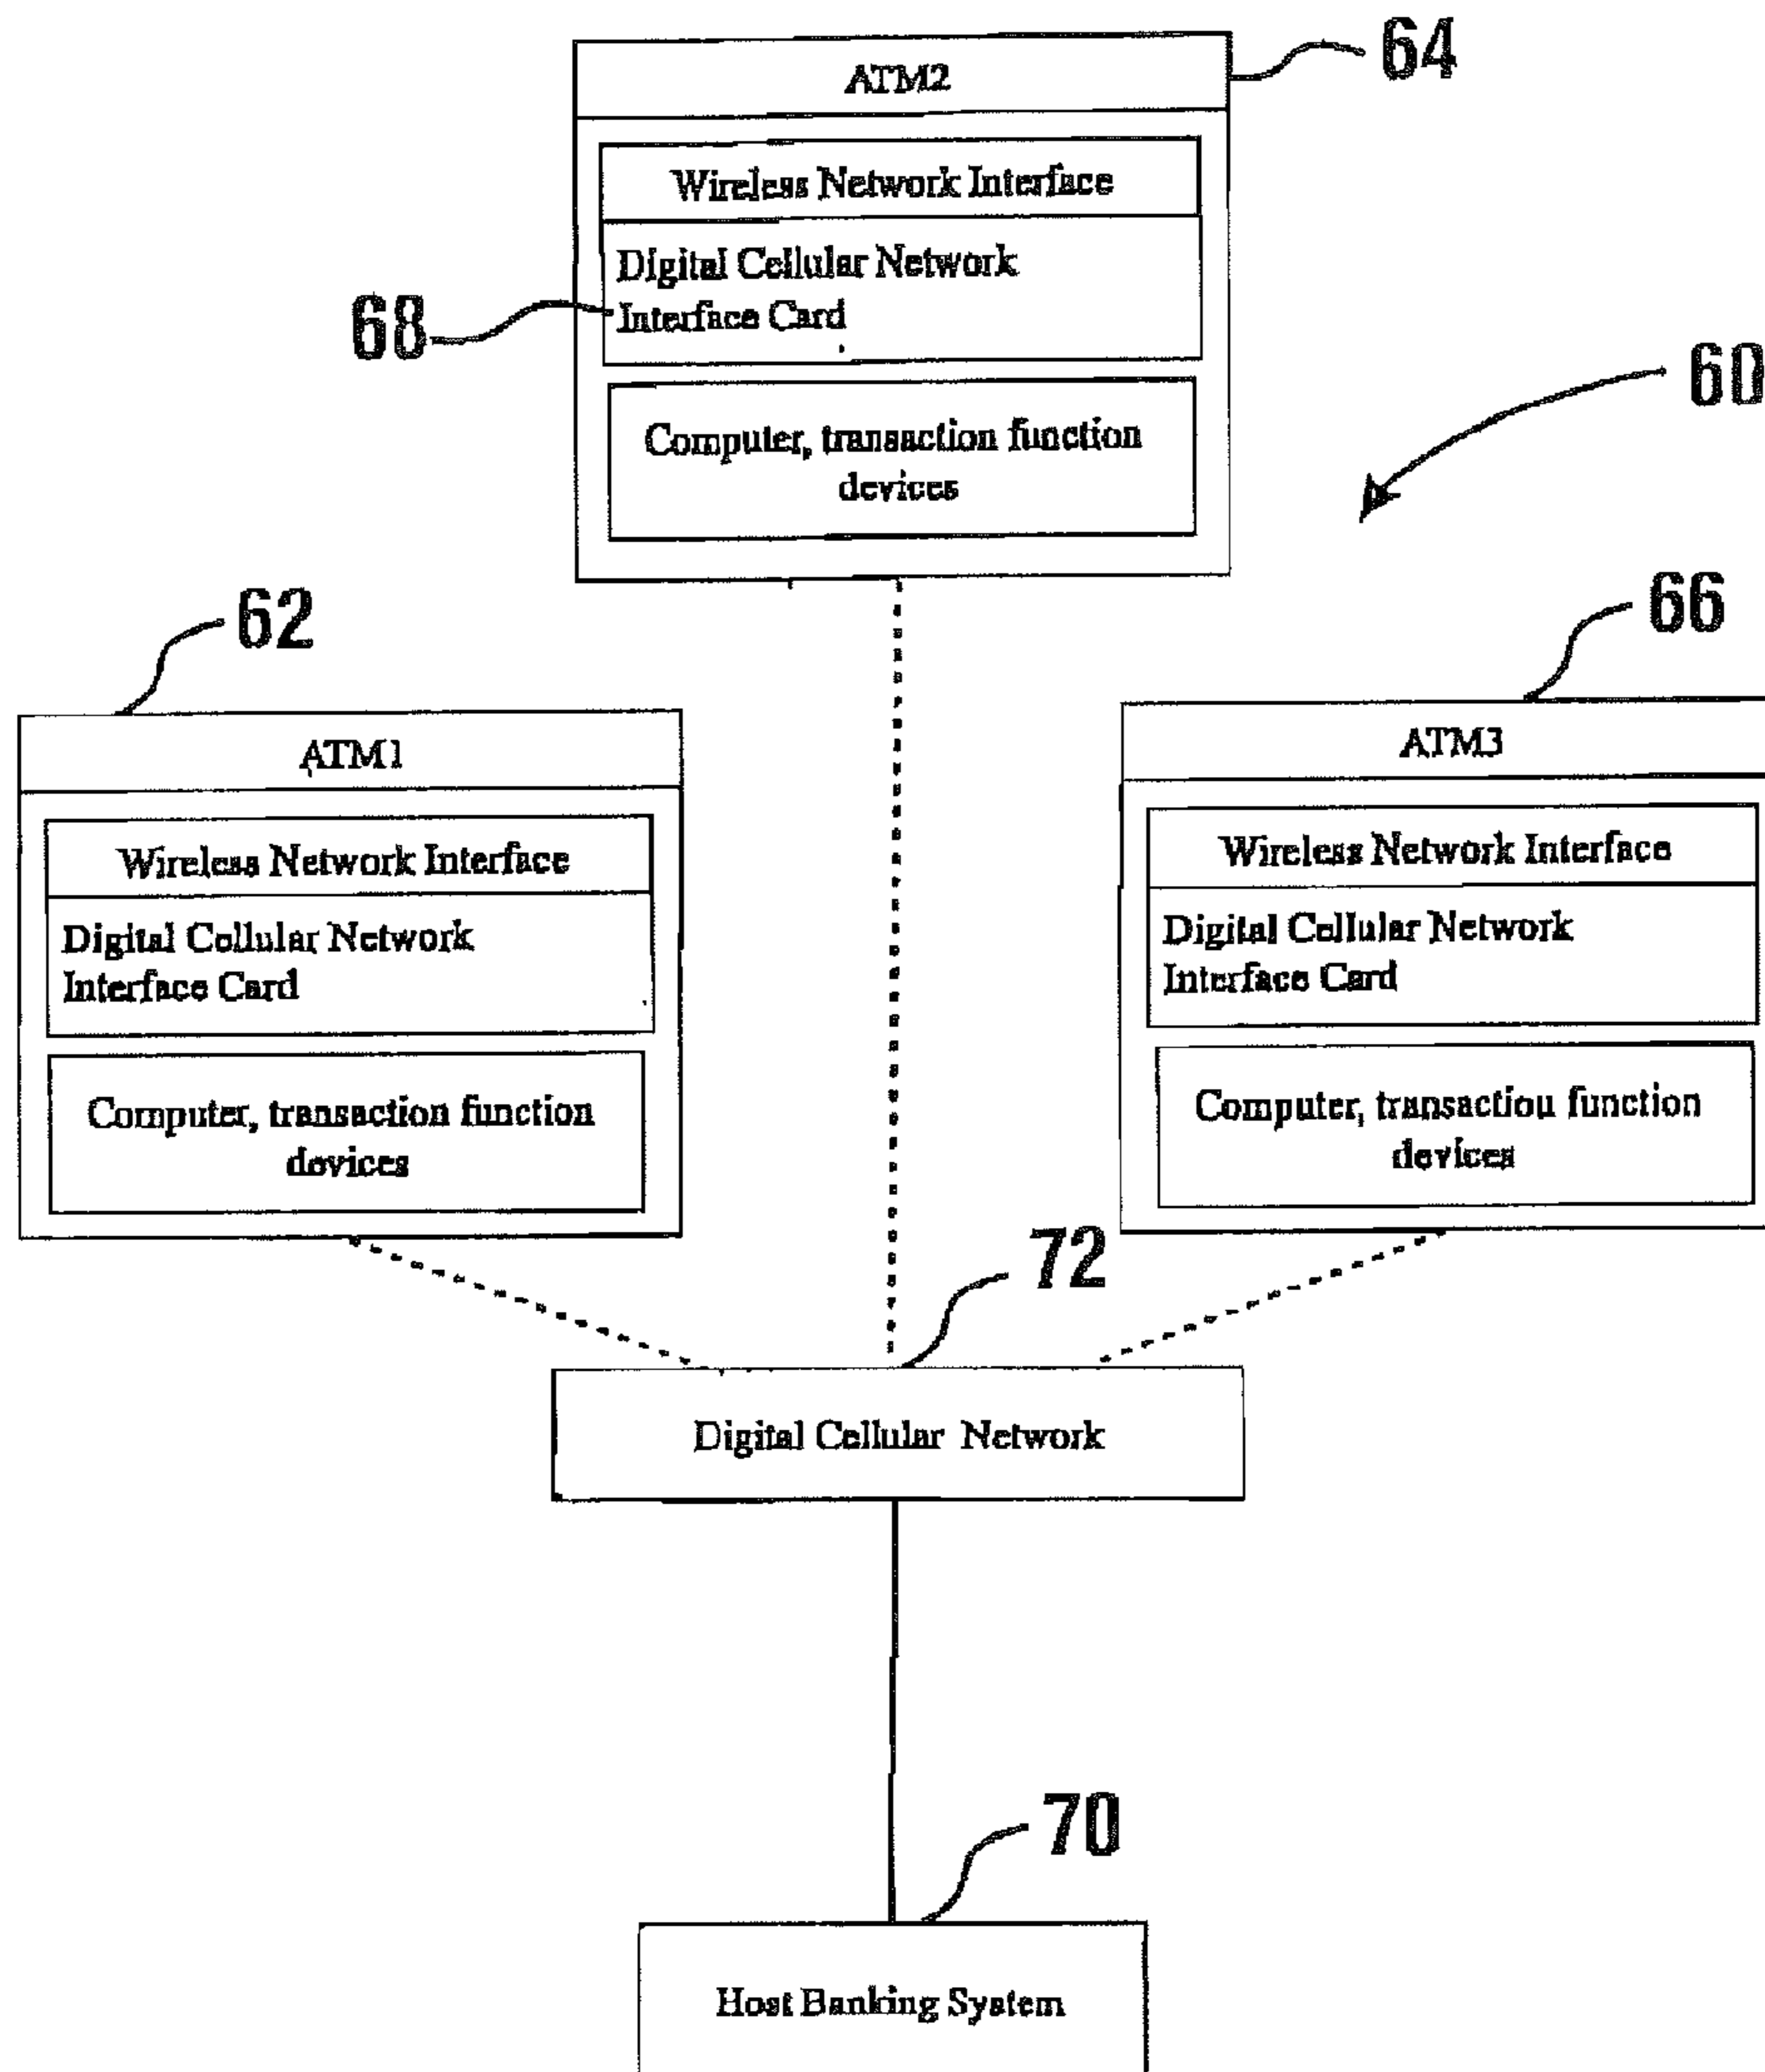 64
ATM2
Wireless Network Interface
Digital Cellular Network
Interface Card
68
60
Computer, transaction function
devices
62
66
ATM1
ATM3
Wireless Network Interface
Digital Cellular Network
Interface Card
Computer, transaction function
devices
Wireless Network Interface
Digital Cellular Network
Interface Card
Computer, transaction function
devices
72
Digital Cellular Network
70
Host Banking System